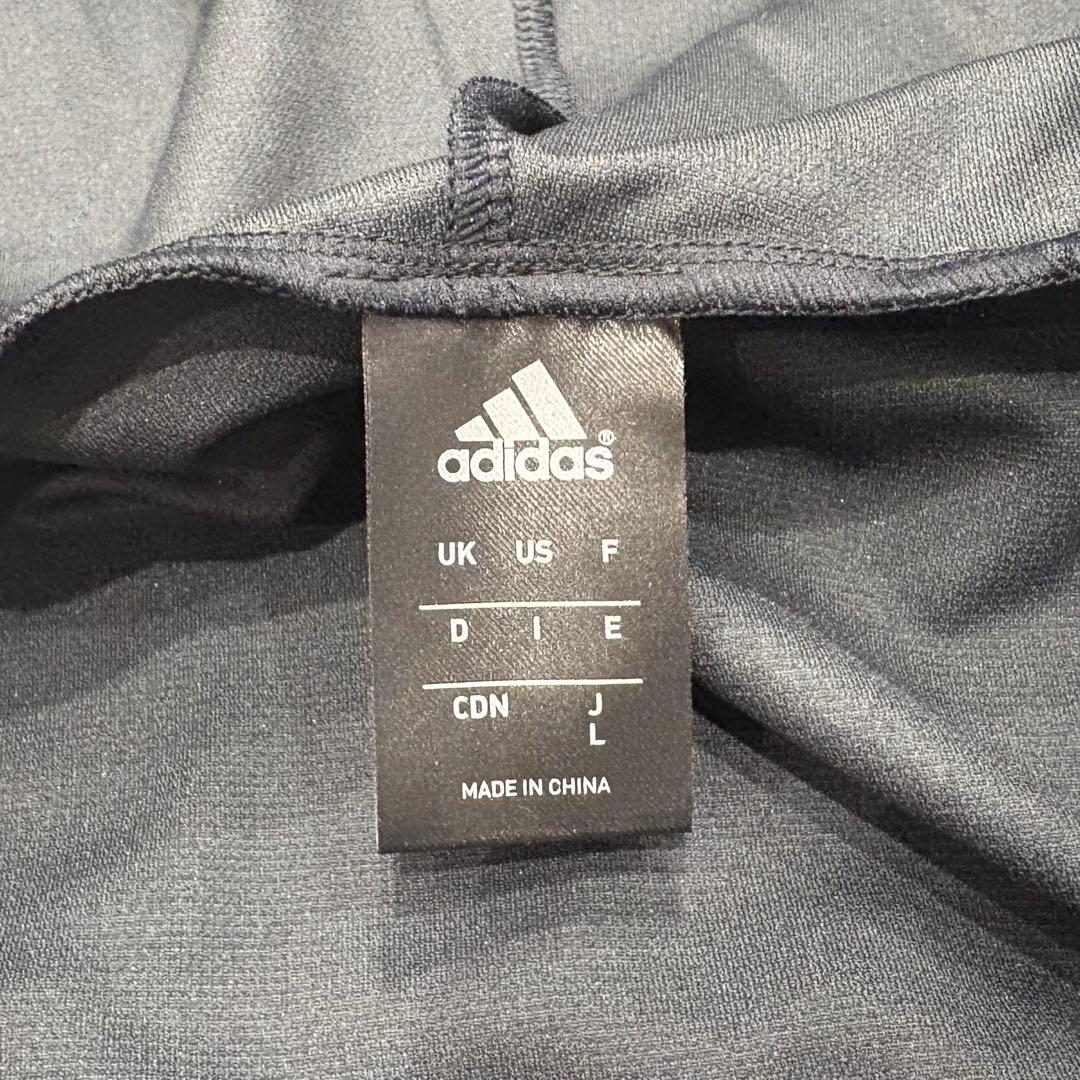 adidas®
UK US F
D I E
CDN J
L
MADE IN CHINA